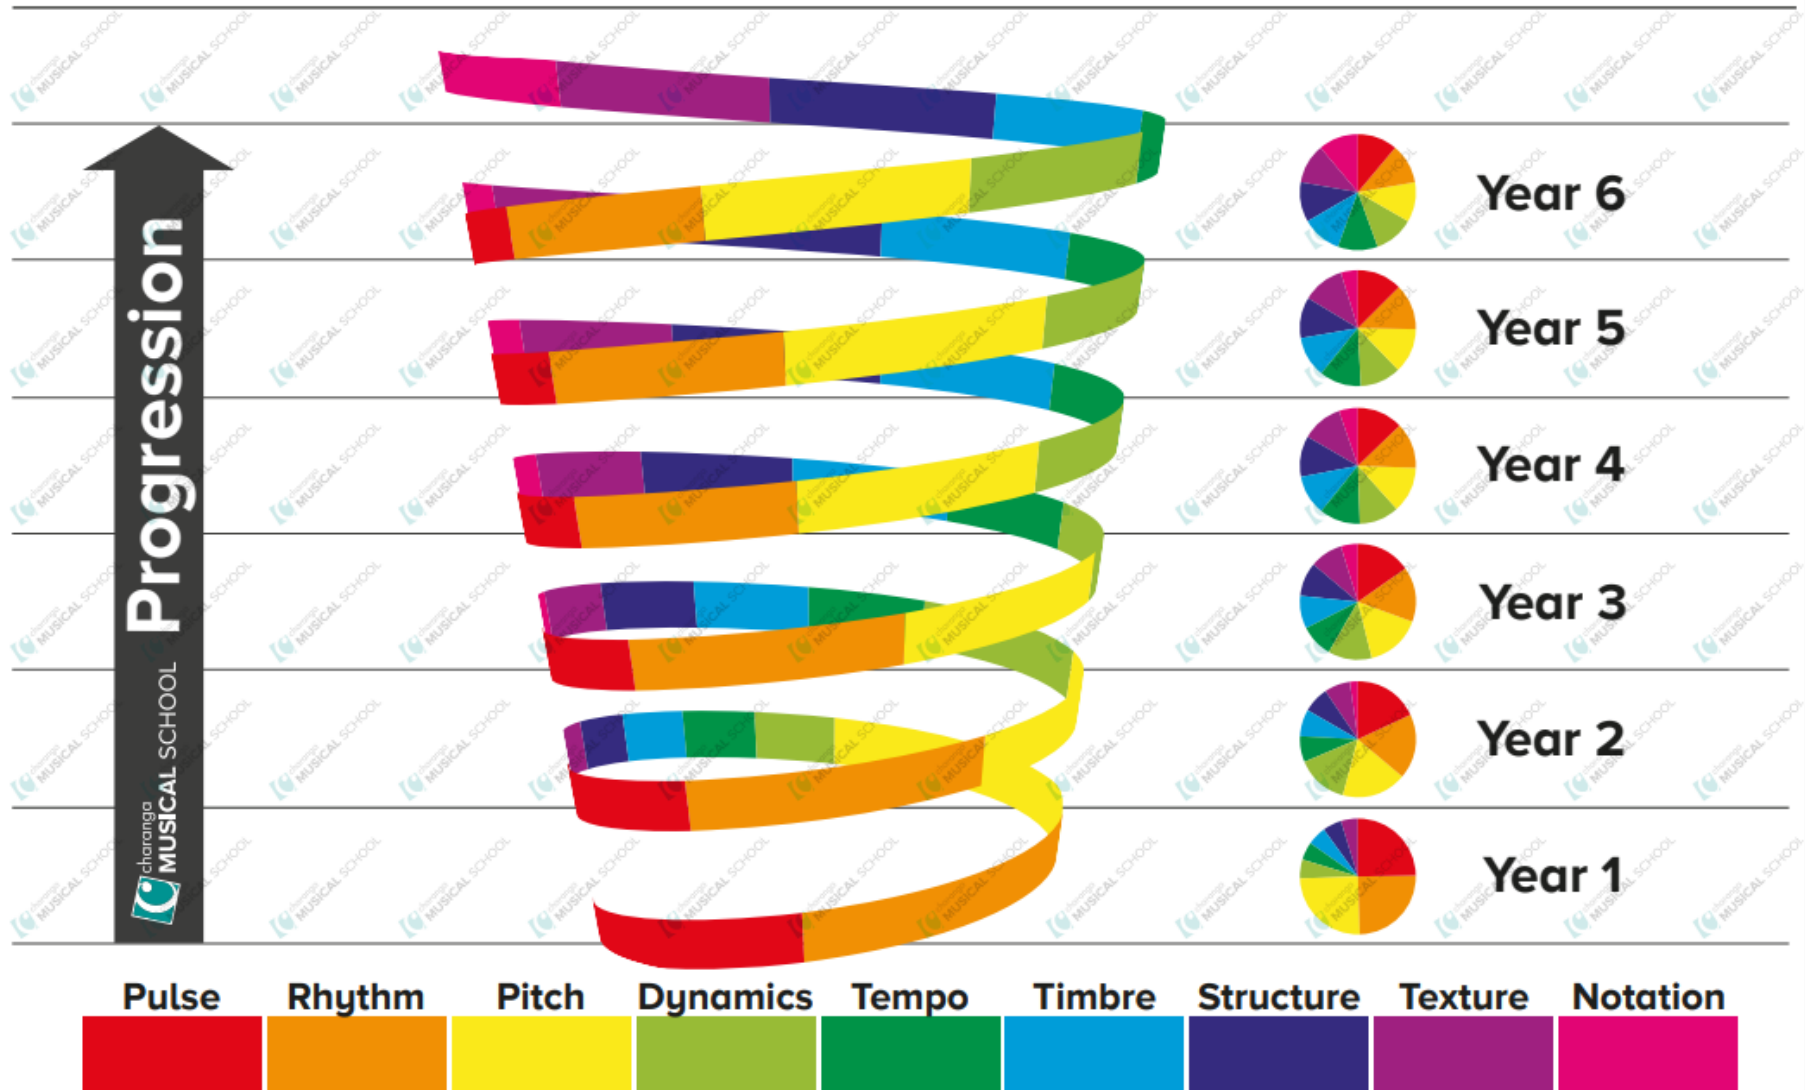 Progression
charanga
MUSICAL SCHOOL
Year 6
Year 5
Year 4
Year 3
Year 2
Year 1
Pulse Rhythm Pitch Dynamics Tempo Timbre Structure Texture Notation